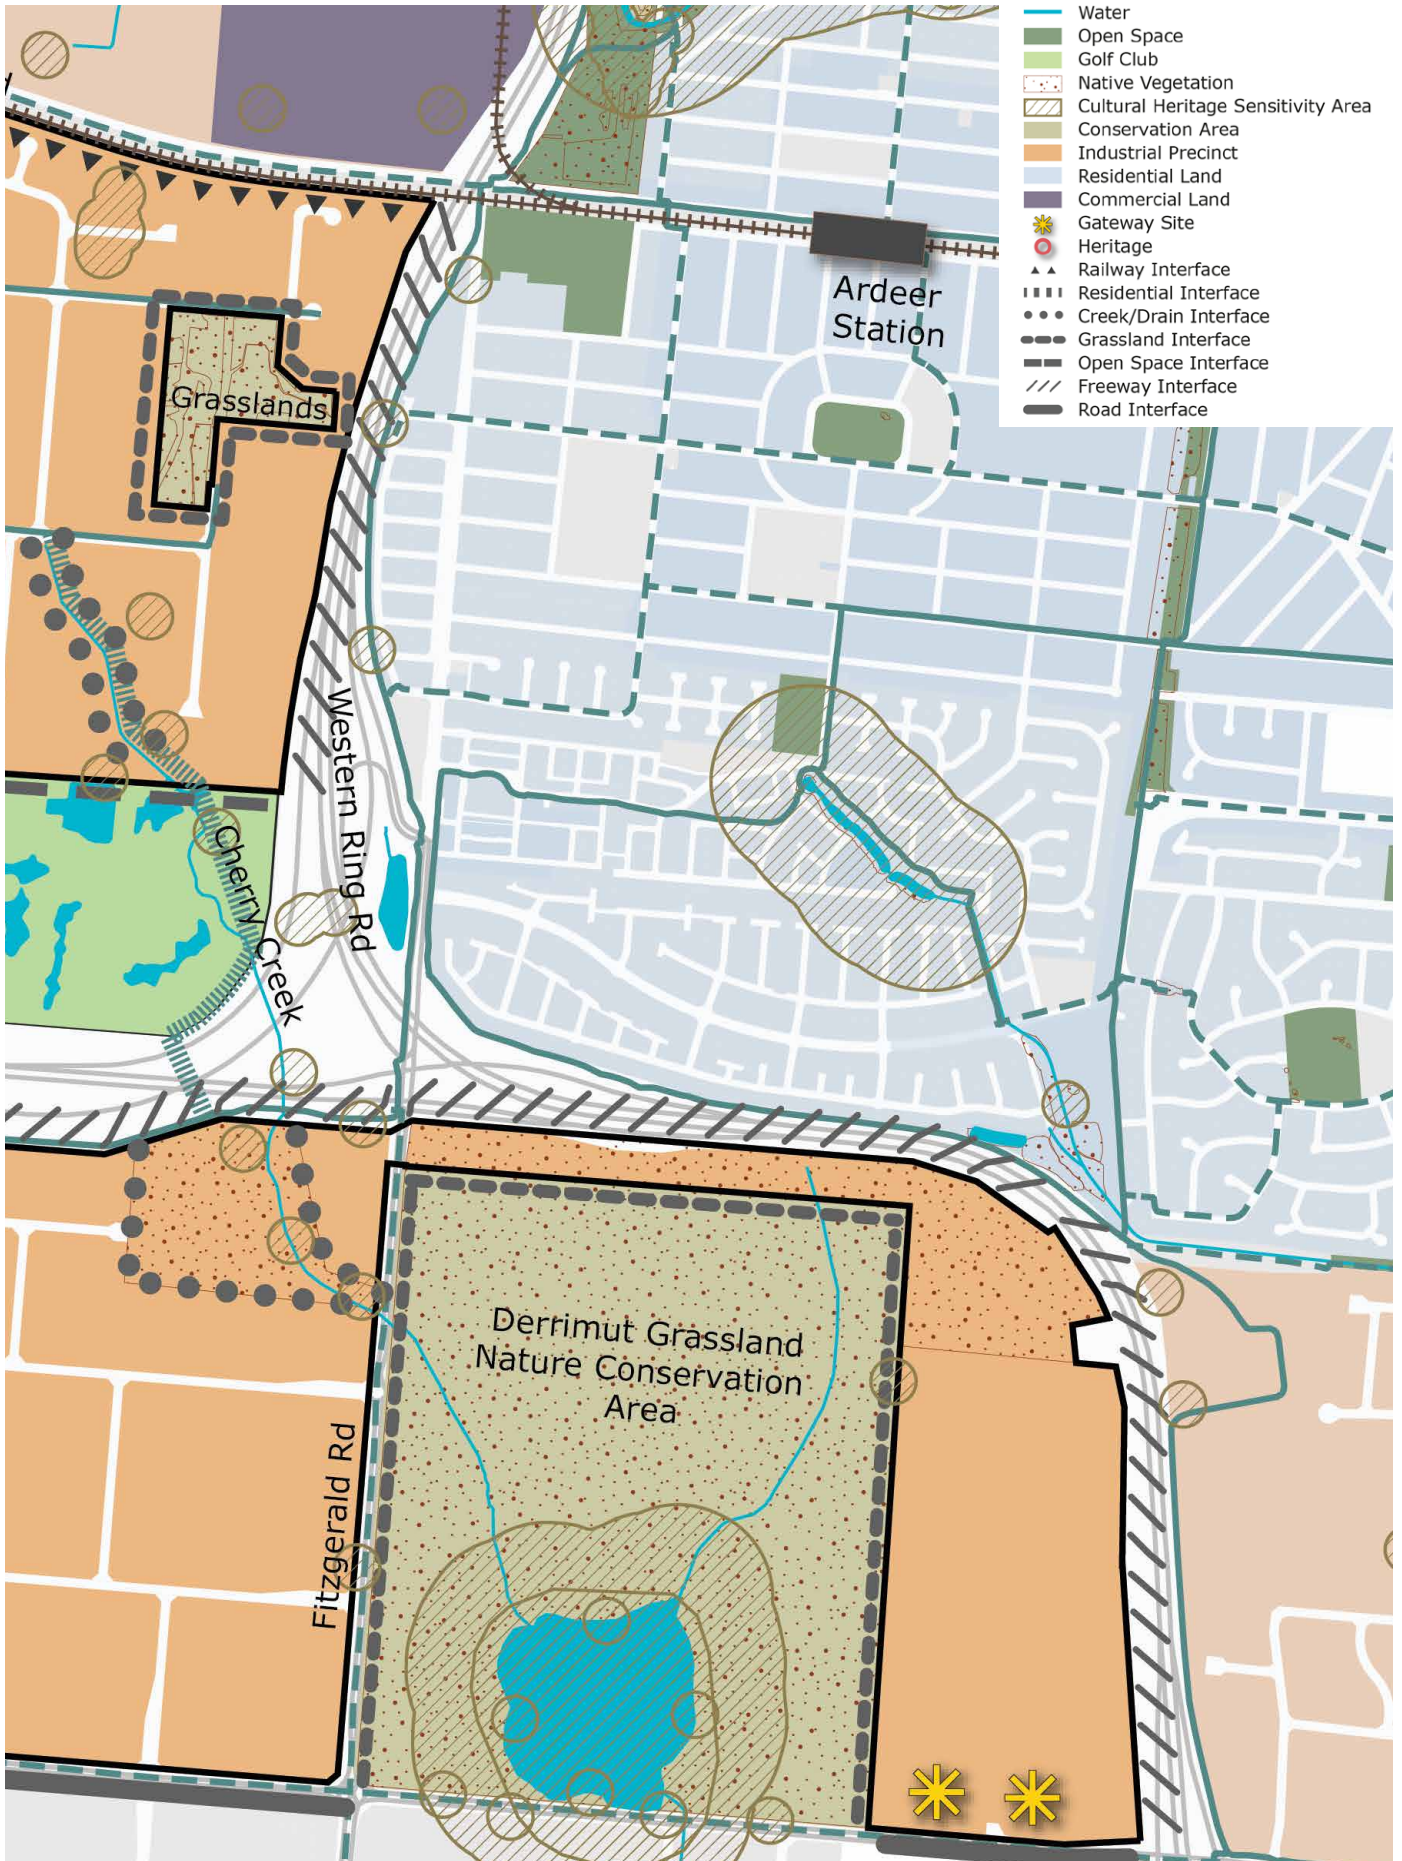 Water
Open Space
Golf Club
Native Vegetation
Cultural Heritage Sensitivity Area
Conservation Area
Industrial Precinct
Residential Land
Commercial Land
Gateway Site
Heritage
Railway Interface
Residential Interface
Creek/Drain Interface
Grassland Interface
Open Space Interface
Freeway Interface
Road Interface
Ardeer
Station
Grasslands
Western Ring Rd
Cherry Creek
Derrimut Grassland
Nature Conservation
Area
Fitzgerald Rd